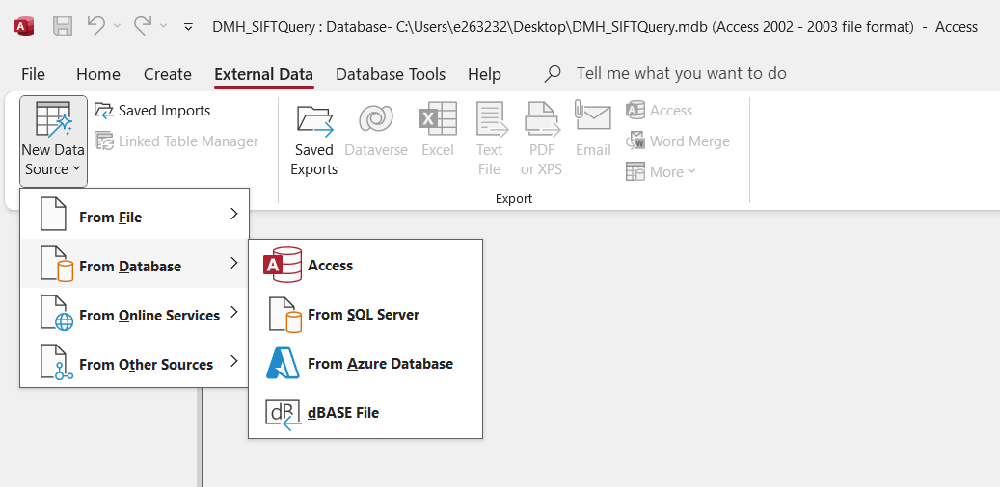 DMH_SIFTQuery : Database- C:\Users\e263232\Desktop\DMH_SIFTQuery.mdb (Access 2002 - 2003 file format) - Access
File Home Create External Data Database Tools Help Tell me what you want to do
New Data
Source
Saved Imports
Linked Table Manager
Saved
Exports
Dataverse
Excel
Text
File
PDF
or XPS
Email
Access
Word Merge
More
Export
From File
From Database
From Online Services
From Other Sources
Access
From SQL Server
From Azure Database
dBASE File